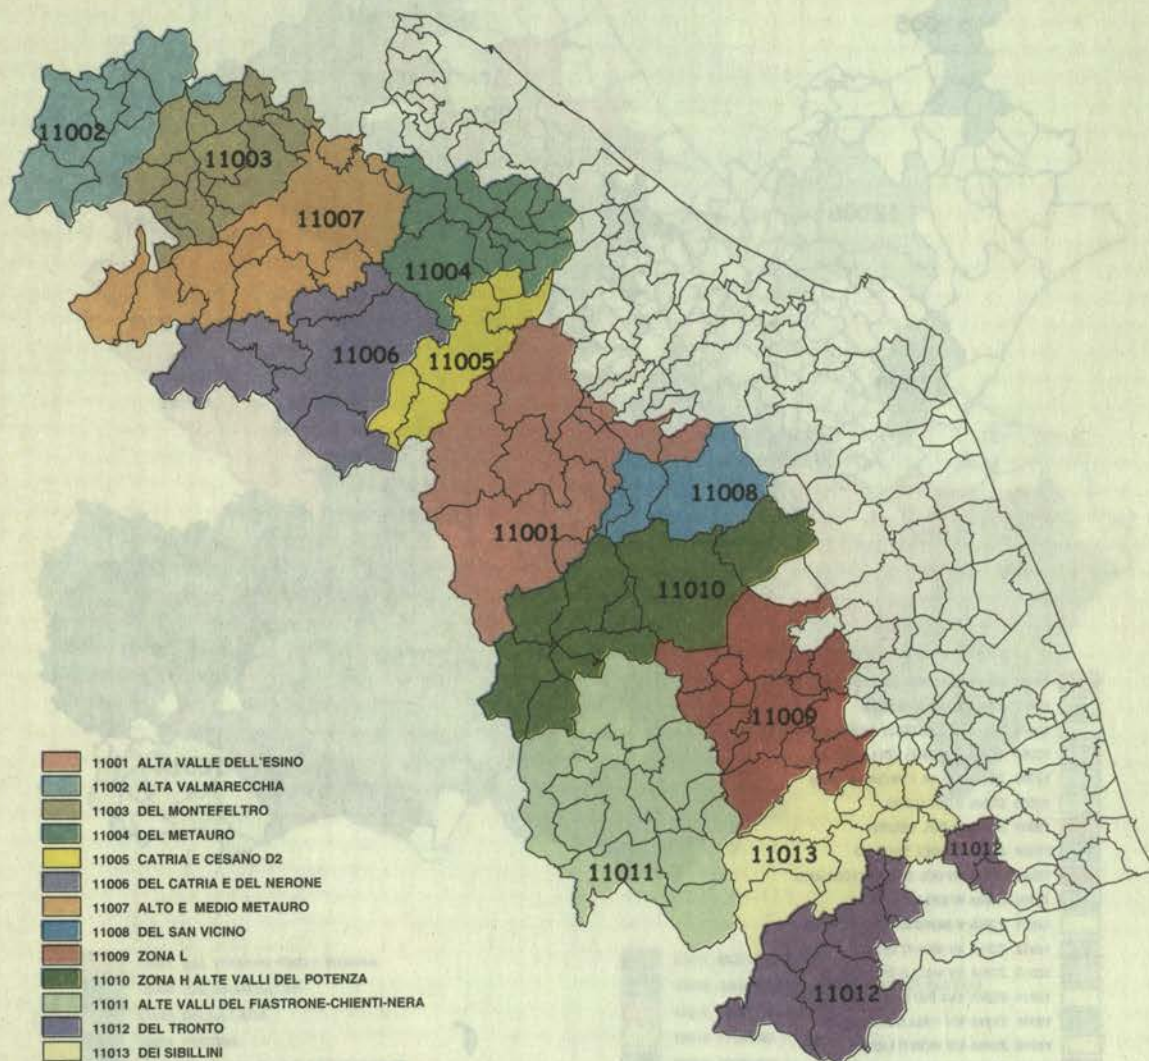 11002
11003
11007
11004
11006
11005
11008
11001
11010
11009
11013
11012
11011
11012
11001 ALTA VALLE DELL'ESINO
11002 ALTA VALMARECCHIA
11003 DEL MONTEFELTRO
11004 DEL METAURO
11005 CATRIA E CESANO D2
11006 DEL CATRIA E DEL NERONE
11007 ALTO E MEDIO METAURO
11008 DEL SAN VICINO
11009 ZONA L
11010 ZONA H ALTE VALLI DEL POTENZA
11011 ALTE VALLI DEL FIASTRONE-CHIENTI-NERA
11012 DEL TRONTO
11013 DEI SIBILLINI